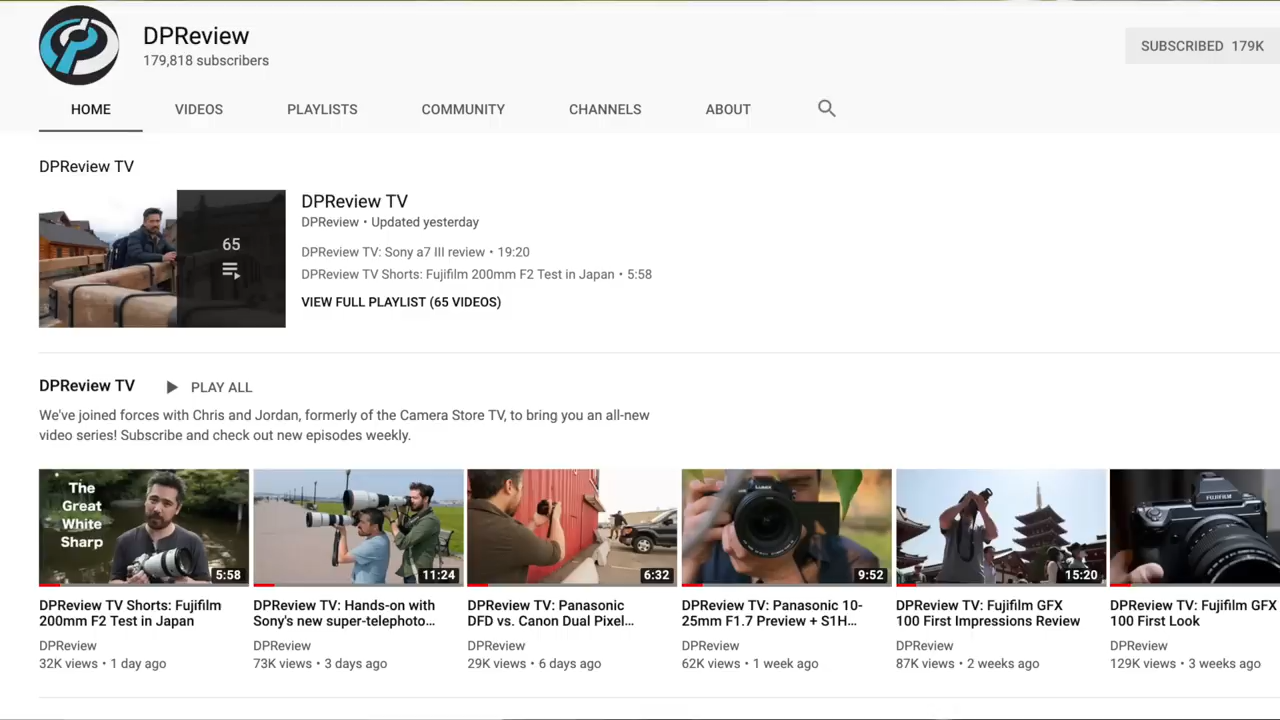 DPReview
179,818 subscribers
SUBSCRIBED 179K
HOME VIDEOS PLAYLISTS COMMUNITY CHANNELS ABOUT
DPReview TV
65
DPReview TV
DPReview • Updated yesterday
DPReview TV: Sony a7 III review • 19:20
DPReview TV Shorts: Fujifilm 200mm F2 Test in Japan • 5:58
VIEW FULL PLAYLIST (65 VIDEOS)
DPReview TV PLAY ALL
We've joined forces with Chris and Jordan, formerly of the Camera Store TV, to bring you an all-new
video series! Subscribe and check out new episodes weekly.
The
Great
White
Sharp
5:58
DPReview TV Shorts: Fujifilm
200mm F2 Test in Japan
DPReview
32K views • 1 day ago
11:24
DPReview TV: Hands-on with
Sony's new super-telephoto...
DPReview
73K views • 3 days ago
6:32
DPReview TV: Panasonic
DFD vs. Canon Dual Pixel...
DPReview
29K views • 6 days ago
LUMIX
9:52
DPReview TV: Panasonic 10-
25mm F1.7 Preview + S1H...
DPReview
62K views • 1 week ago
15:20
DPReview TV: Fujifilm GFX
100 First Impressions Review
DPReview
87K views • 2 weeks ago
FUJIFILM
DPReview TV: Fujifilm GFX
100 First Look
DPReview
129K views • 3 weeks ago